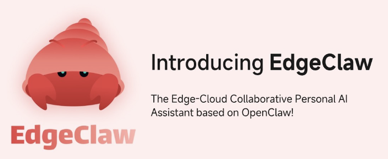 Introducing EdgeClaw
The Edge-Cloud Collaborative Personal AI
Assistant based on OpenClaw!
EdgeClaw